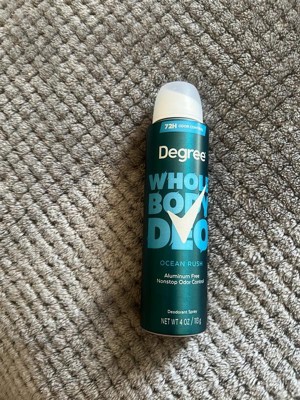 72H
Degree
WHOLE
BODY
DEO
OCEAN RUSH
Aluminum Free
Nonstop Odor Control
Deodorant Spray
NET WT 4 OZ / 113 g